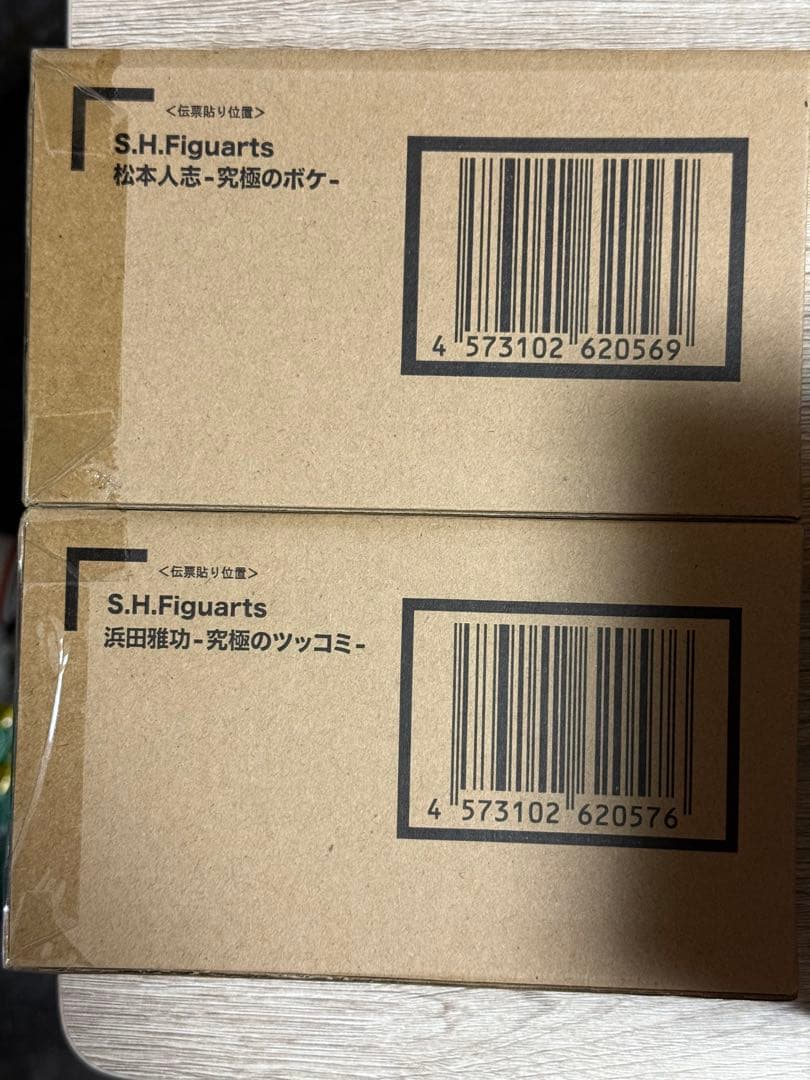 ＜伝票貼り位置＞
S.H.Figuarts
松本人志-究極のボケ-
4 573102 620569
＜伝票貼り位置＞
S.H.Figuarts
浜田雅功-究極のツッコミ-
4 573102 620576